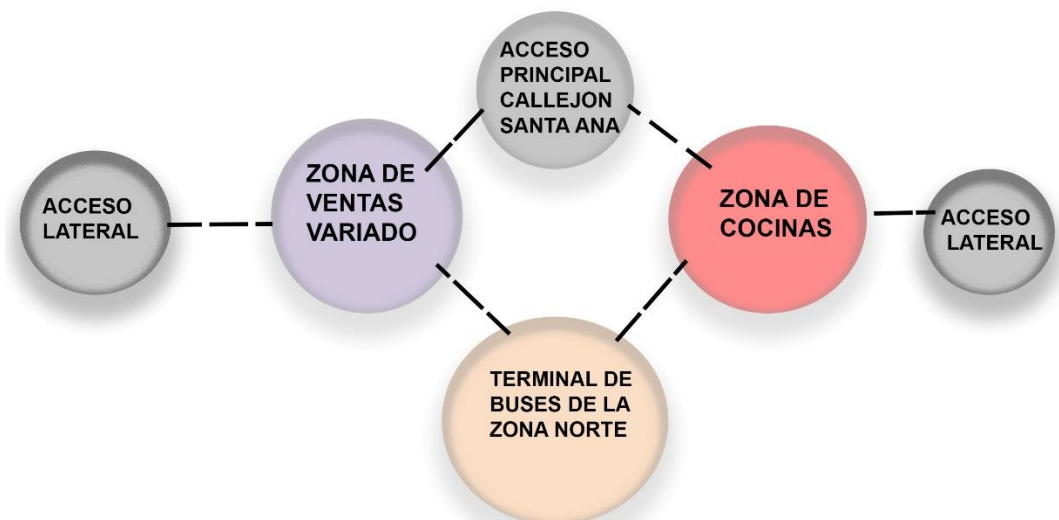 ACCESO
PRINCIPAL
CALLEJON
SANTA ANA
ACCESO
LATERAL
ZONA DE
VENTAS
VARIADO
ZONA DE
COCINAS
ACCESO
LATERAL
TERMINAL DE
BUSES DE LA
ZONA NORTE